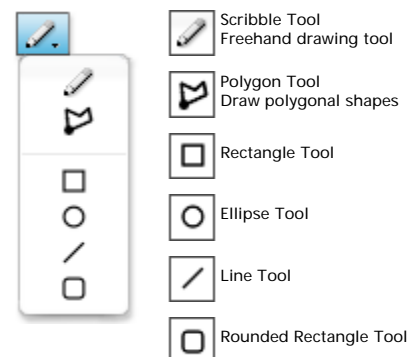 Scribble Tool
Freehand drawing tool
Polygon Tool
Draw polygonal shapes
Rectangle Tool
Ellipse Tool
Line Tool
Rounded Rectangle Tool